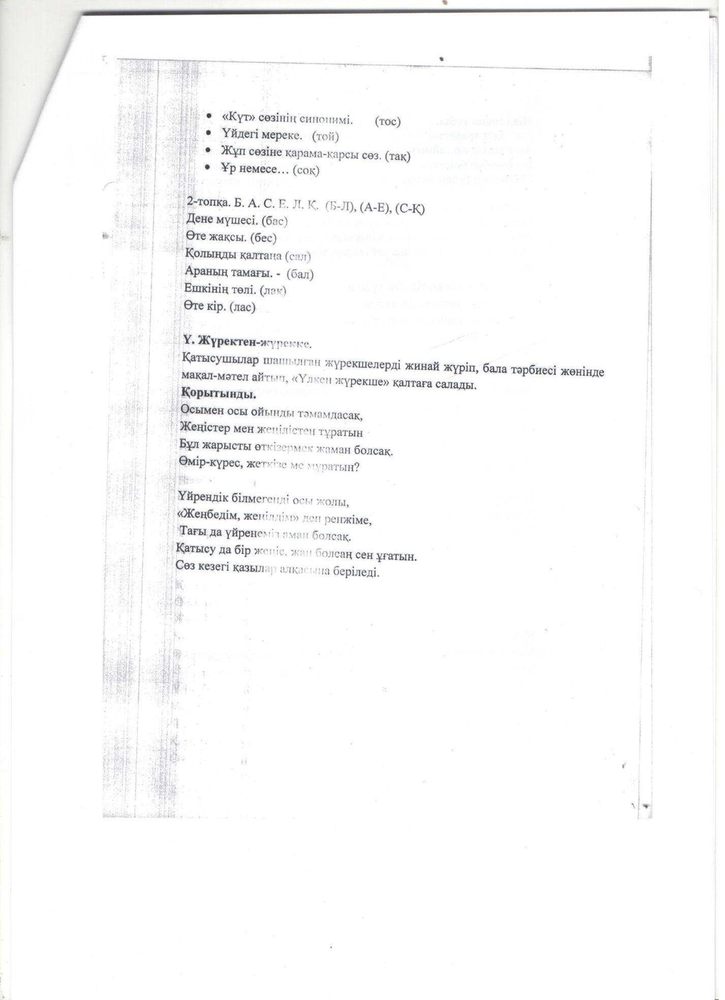 • «Күт» сөзінің синонимі. (тос)
• Үйдегі мереке. (той)
• Жұп сөзіне қарама-қарсы сөз. (тақ)
• Ұр немесе... (соқ)
2-топқа. Б. А. С. Е. Л. Қ. (Б-Л), (А-Е), (С-Қ)
Дене мүшесі. (бас)
Өте жақсы. (бес)
Қолыңды қалтаңа (сал)
Араның тамағы. - (бал)
Ешкінің төлі. (лақ)
Өте кір. (лас)
Ү. Жүректен-жүрекке.
Қатысушылар шашылған жүрекшелерді жинай жүріп, бала тәрбиесі жөнінде
мақал-мәтел айтып, «Үлкен жүрекше» қалтаға салады.
Қорытынды.
Осымен осы ойынды тәмамдасақ,
Жеңістер мен жеңілістен тұратын
Бұл жарысты өткізермек жаман болсақ.
Өмір-күрес, жеткізе ме мұратын?
Үйрендік білмегенді осы жолы,
«Жеңбедім, жеңілдім» деп ренжіме,
Тағы да үйренеміз аман болсақ.
Қатысу да бір жеңіс, жан болсаң сен ұғатын.
Сөз кезегі қазылар алқасына беріледі.